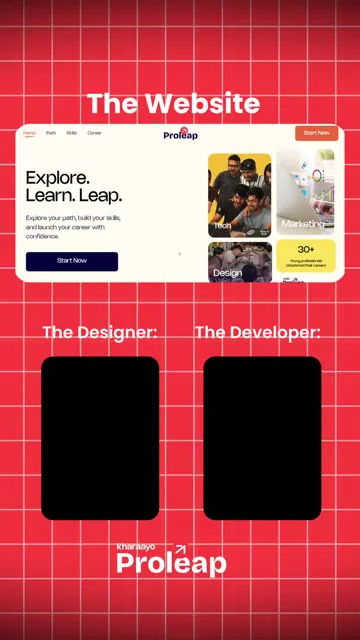 The Website
Home Path Skills Career
Proleap
Start Now
Explore.
Learn. Leap.
Explore your path, build your skills,
and launch your career with
confidence.
Start Now
Tech
Marketing
Design
30+
The Designer:
The Developer:
kharaayo
Proleap